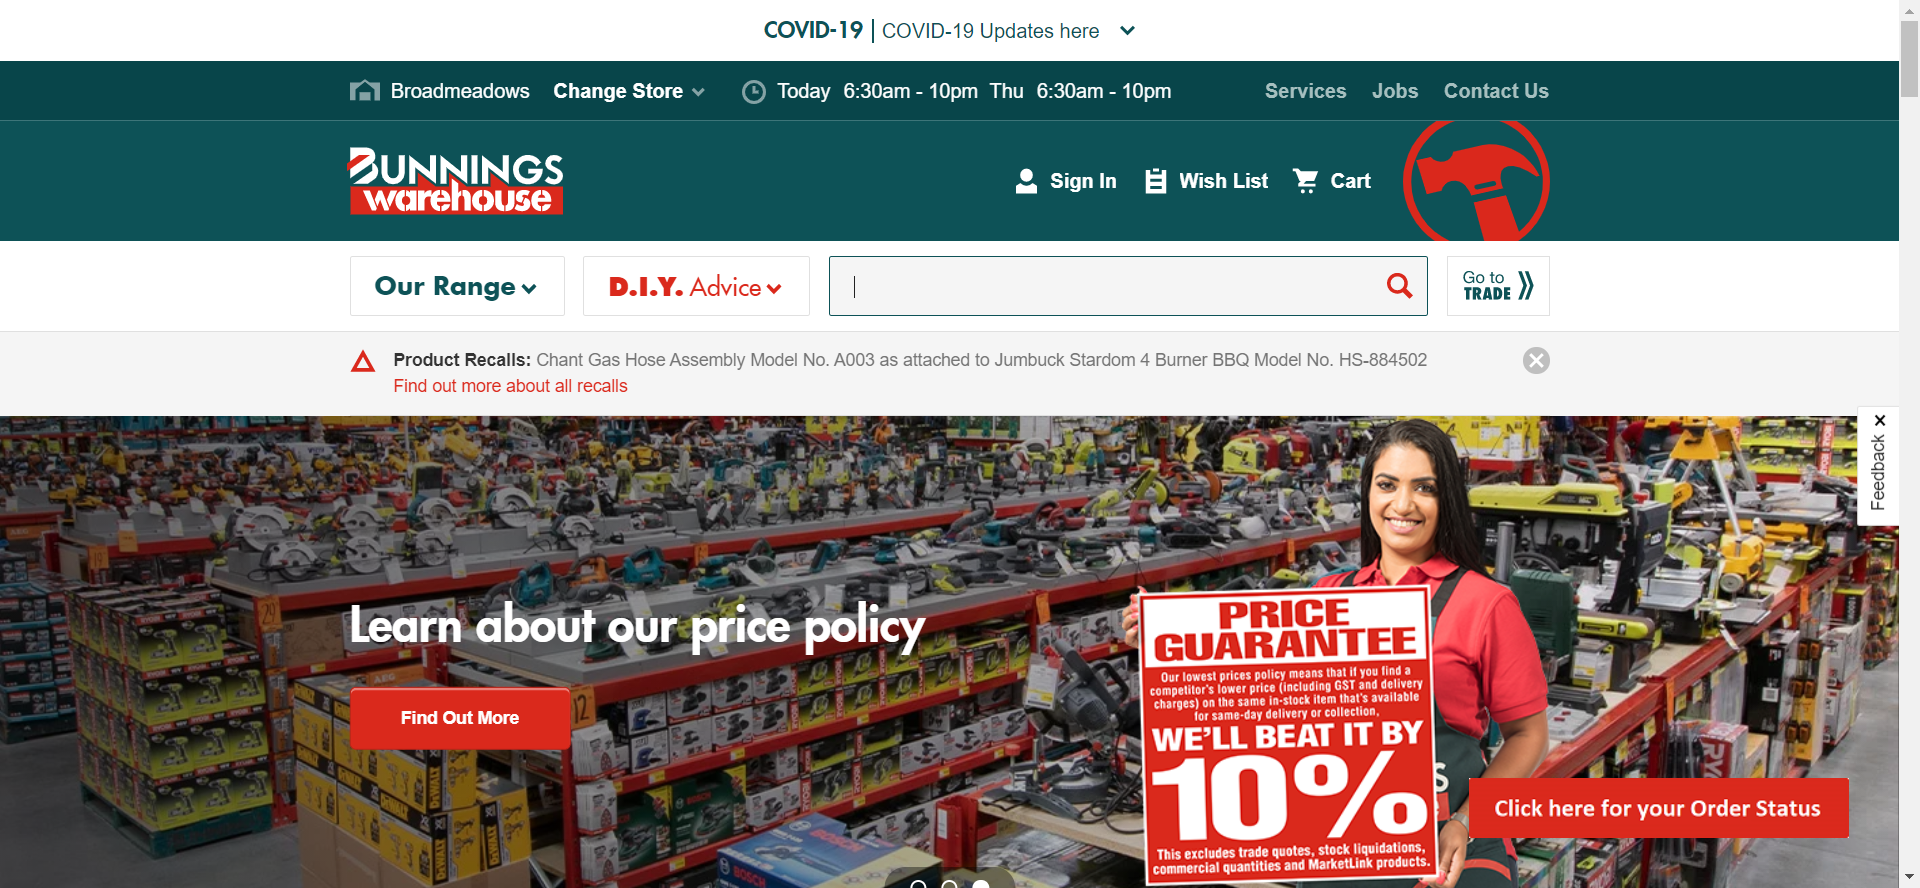 COVID-19 | COVID-19 Updates here
Broadmeadows Change Store Today 6:30am - 10pm Thu 6:30am - 10pm Services Jobs Contact Us
BUNNINGS
warehouse
Sign In Wish List Cart
Our Range D.I.Y. Advice
Go to
TRADE
Product Recalls: Chant Gas Hose Assembly Model No. A003 as attached to Jumbuck Stardom 4 Burner BBQ Model No. HS-884502
Find out more about all recalls
Feedback
Learn about our price policy
Find Out More
PRICE
GUARANTEE
Our lowest prices policy means that if you find a
competitor's lower price (including GST and delivery
charges) on the same in-stock item that's available
for same-day delivery or collection,
WE'LL BEAT IT BY
10%
This excludes trade quotes, stock liquidations,
commercial quantities and MarketLink products.
Click here for your Order Status
AEG
DEWALT
BOSCH
RYOBI